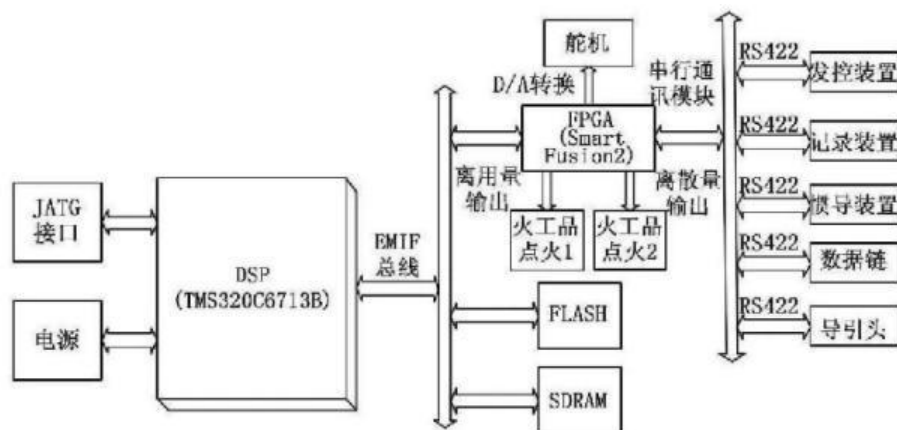 舵机
D/A转换
串行通
讯模块
FPGA
(Smart
Fusion2)
离用量
输出
离散量
输出
火工品
点火1
火工品
点火2
RS422
发控装置
RS422
记录装置
RS422
惯导装置
RS422
数据链
RS422
导引头
JATG
接口
电源
DSP
(TMS320C6713B)
EMIF
总线
FLASH
SDRAM